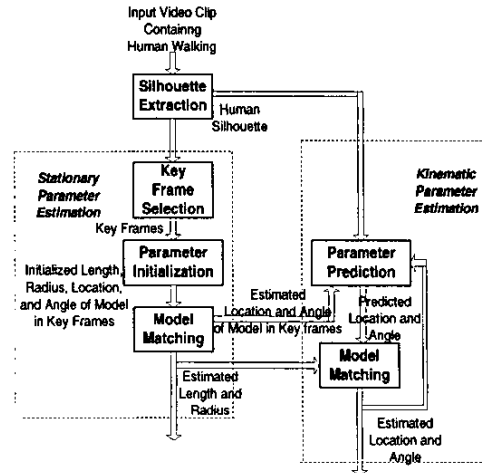 Input Video Clip
Containng
Human Walking
Silhouette
Extraction
Human
Silhouette
Stationary
Parameter
Estimation
Key
Frame
Selection
Kinematic
Parameter
Estimation
Key Frames
Parameter
Initialization
Parameter
Prediction
Initialized Length,
Radius, Location,
and Angle of Model
in Key Frames
Estimated
Location and Angle
of Model in Key frames
Predicted
Location and
Angle
Model
Matching
Model
Matching
Estimated
Length and
Radius
Estimated
Location and
Angle